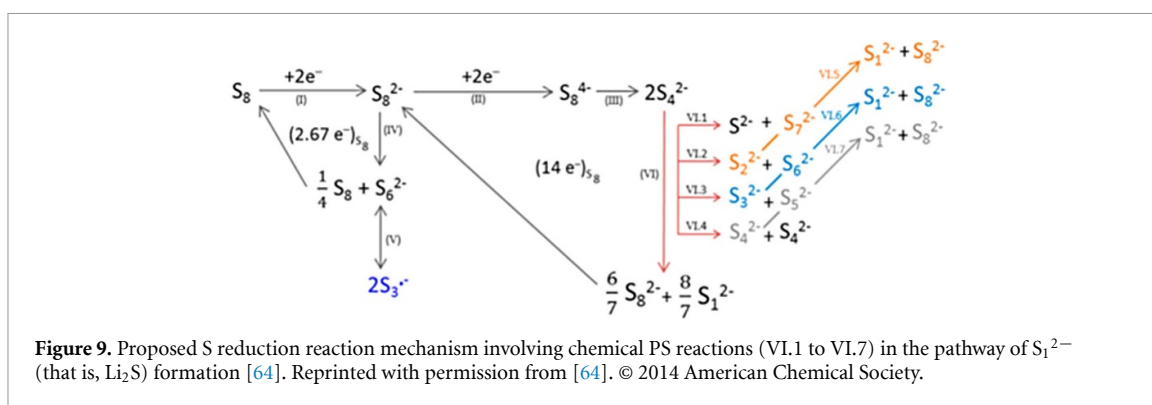 S₈ +2e⁻ (I) S₈²⁻ +2e⁻ (II) S₈⁴⁻ (III) 2S₄²⁻
(2.67 e⁻)S₈ (IV)
1/4 S₈ + S₆²⁻
(V)
2S₃•⁻
(14 e⁻)S₈ (VI)
VI.1 S²⁻ + S₇²⁻ VI.5 S₁²⁻ + S₈²⁻
VI.2 S₂²⁻ + S₆²⁻ VI.6 S₁²⁻ + S₈²⁻
VI.3 S₃²⁻ + S₅²⁻ VI.7 S₁²⁻ + S₈²⁻
VI.4 S₄²⁻ + S₄²⁻
6/7 S₈²⁻ + 8/7 S₁²⁻
Figure 9. Proposed S reduction reaction mechanism involving chemical PS reactions (VI.1 to VI.7) in the pathway of S₁²⁻
(that is, Li₂S) formation [64]. Reprinted with permission from [64]. © 2014 American Chemical Society.